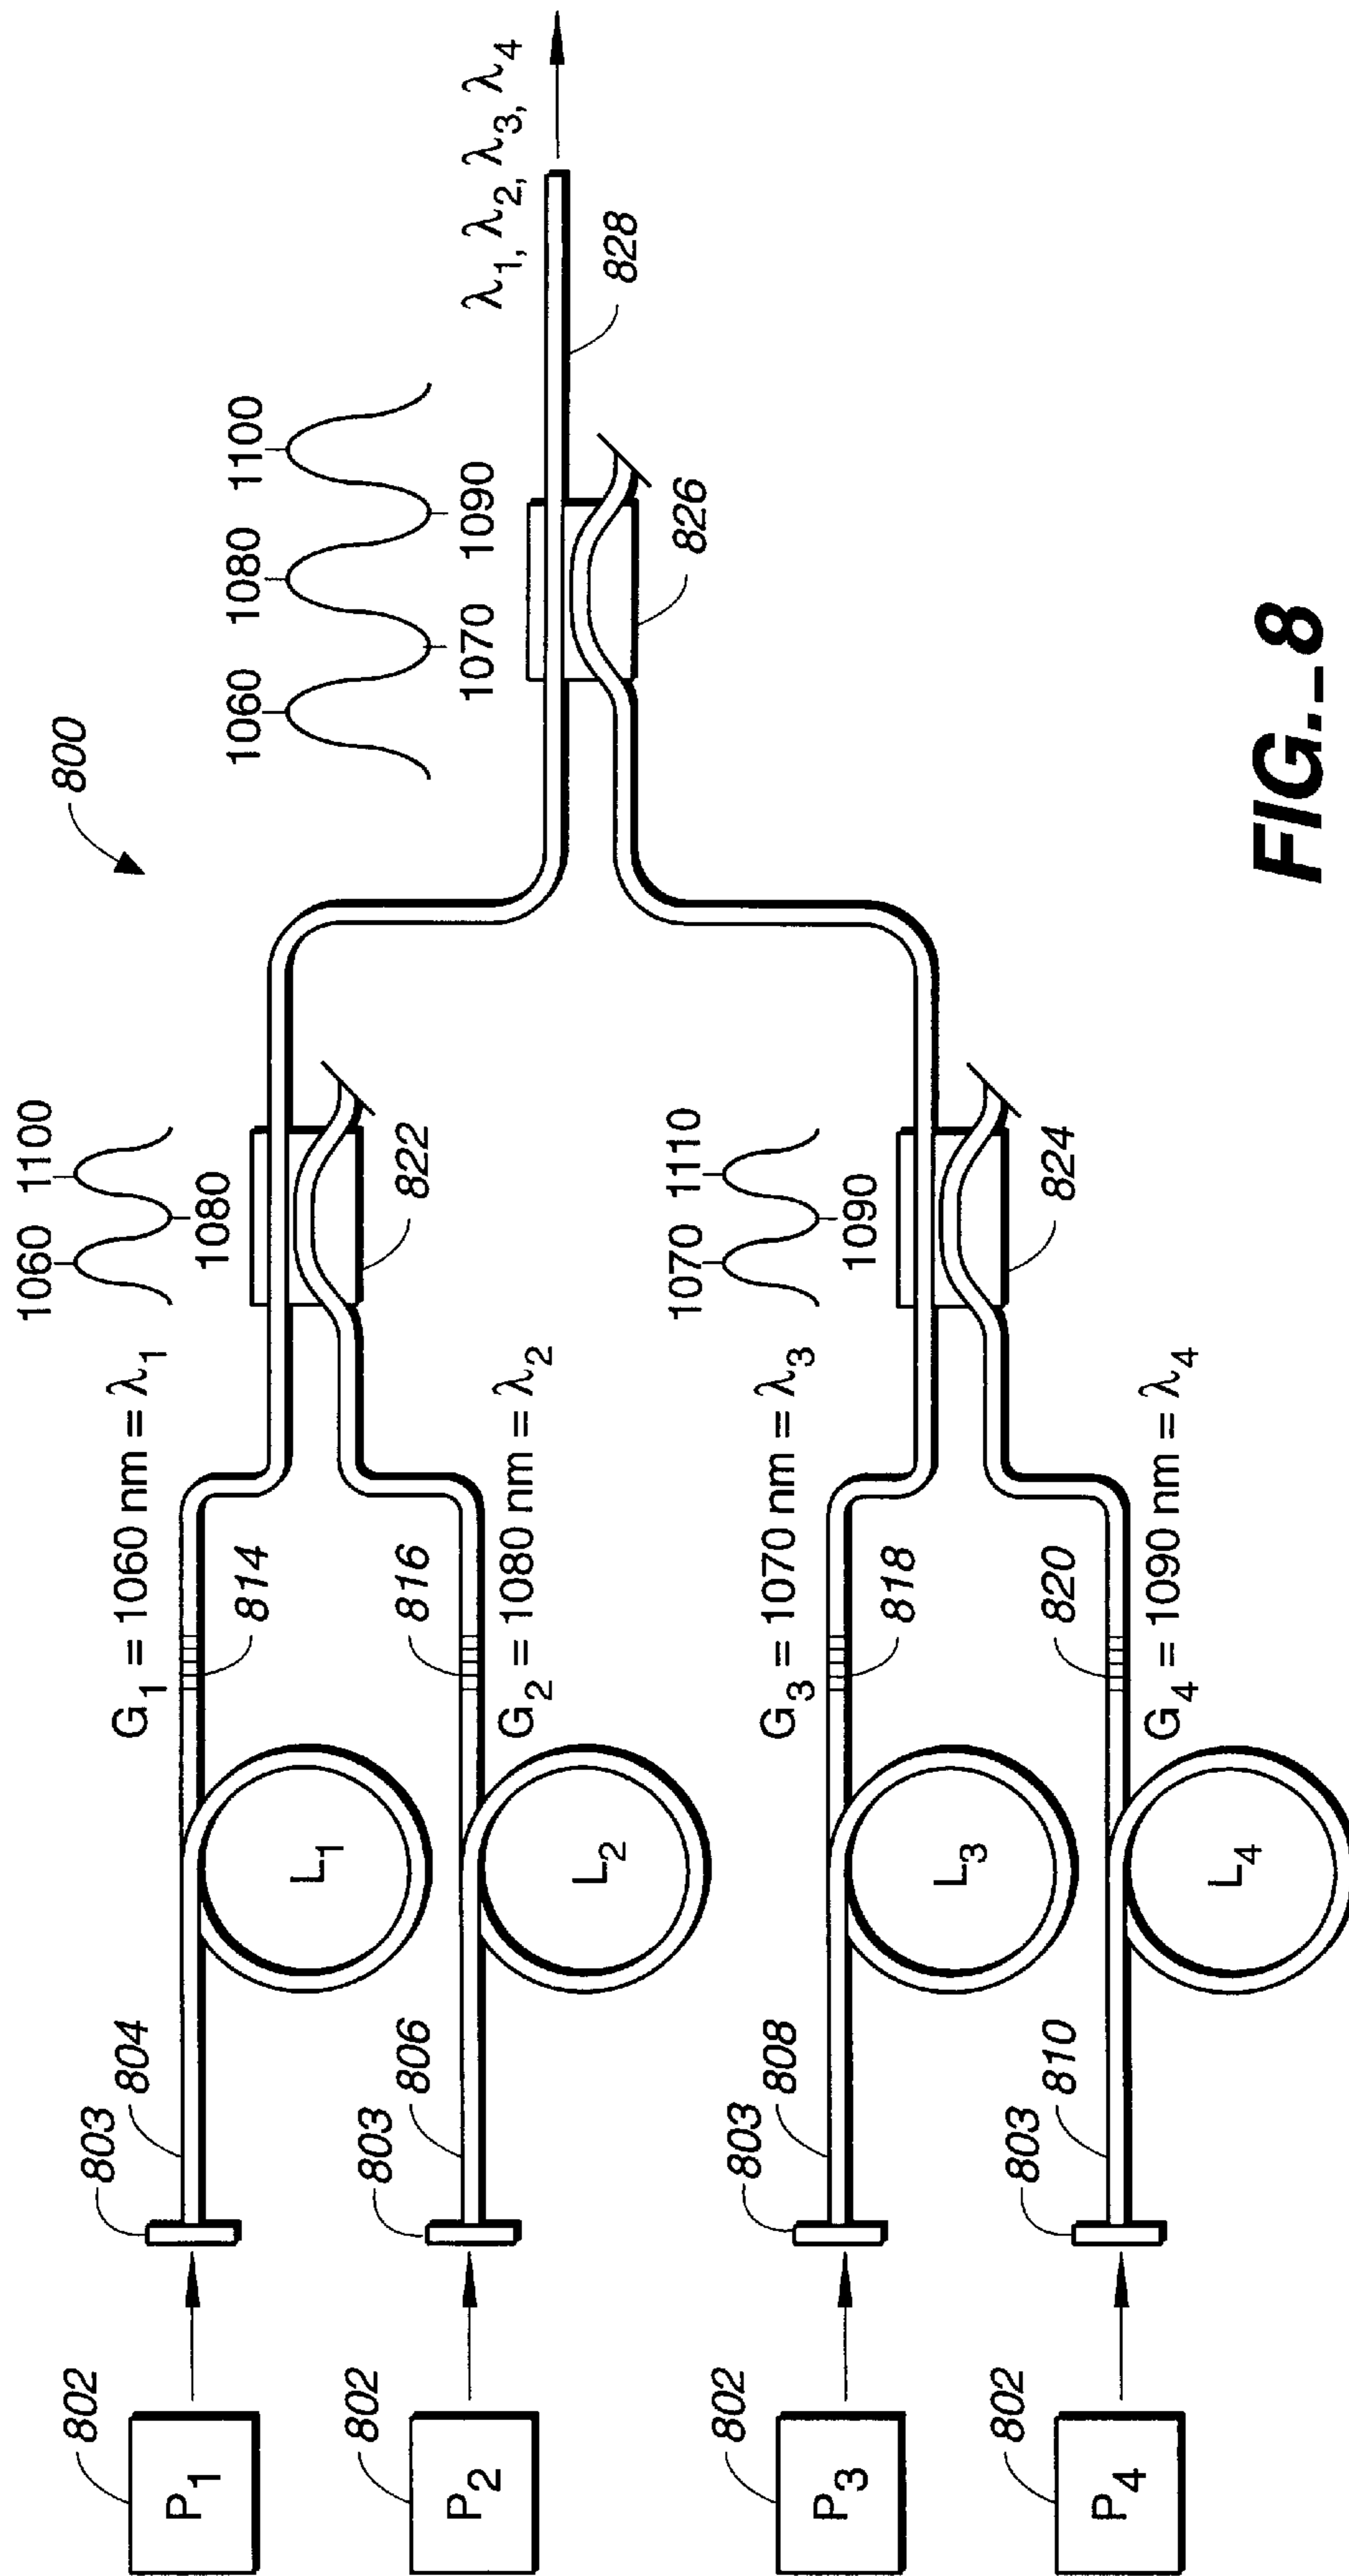 800
1060 1100
1080
1060 1080 1100
1070 1090
λ₁, λ₂, λ₃, λ₄
802
P₁
803
804
L₁
G₁ = 1060 nm = λ₁
814
822
826
828
802
P₂
803
806
L₂
816
G₂ = 1080 nm = λ₂
1070 1110
1090
802
P₃
803
808
L₃
G₃ = 1070 nm = λ₃
818
824
802
P₄
803
810
L₄
820
G₄ = 1090 nm = λ₄
FIG._8